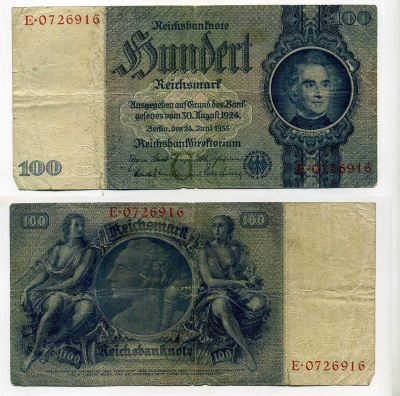 E·0726916
Reichsbanknote
100
Hundert
Reichsmark
Ausgegeben auf Grund des Bank-
gesetzes vom 30. August 1924
Berlin, den 24. Juni 1935
Reichsbankdirektorium
100
E·0726916
E·0726916
100
100
Reichsmark
100
100
Reichsbanknote
E·0726916